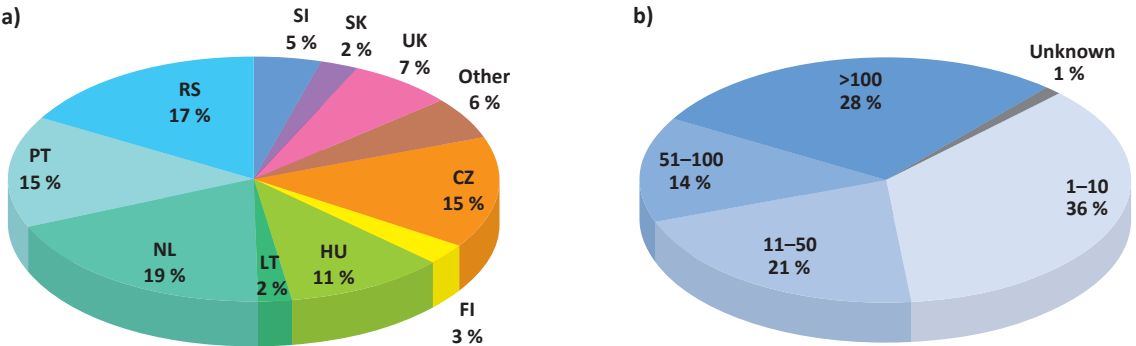 a)
SI
5 %
SK
2 %
UK
7 %
Other
6 %
RS
17 %
PT
15 %
CZ
15 %
NL
19 %
LT
2 %
HU
11 %
FI
3 %
b)
Unknown
1 %
>100
28 %
51–100
14 %
1–10
36 %
11–50
21 %